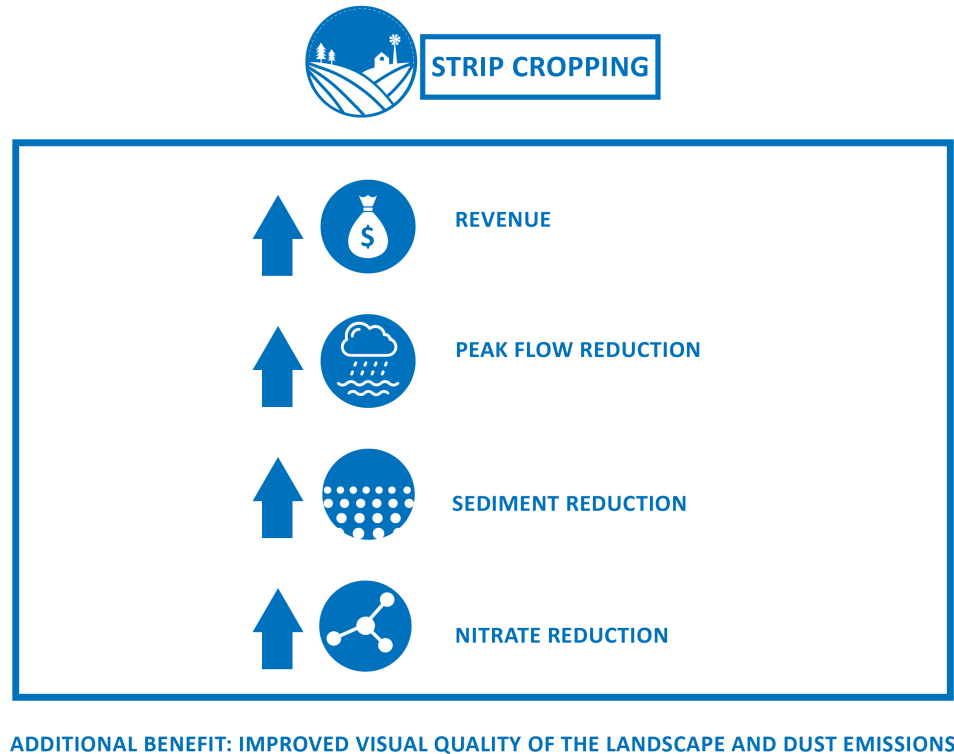 STRIP CROPPING
$
REVENUE
PEAK FLOW REDUCTION
SEDIMENT REDUCTION
NITRATE REDUCTION
ADDITIONAL BENEFIT: IMPROVED VISUAL QUALITY OF THE LANDSCAPE AND DUST EMISSIONS